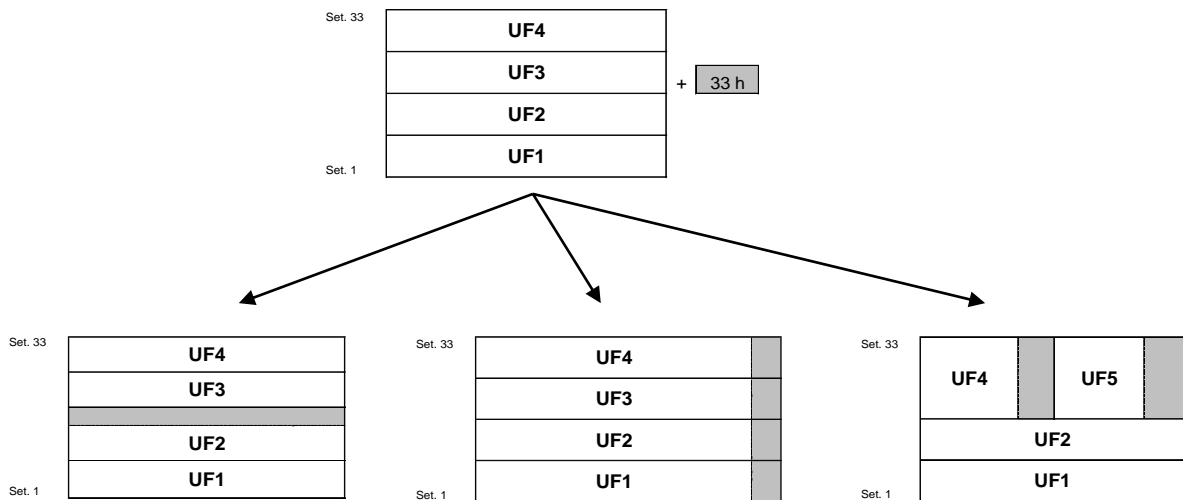 Set. 33
UF4
UF3
+ 33 h
UF2
UF1
Set. 1
Set. 33
UF4
UF3
UF2
UF1
Set. 1
Set. 33
UF4
UF3
UF2
UF1
Set. 1
Set. 33
UF4 UF5
UF2
UF1
Set. 1